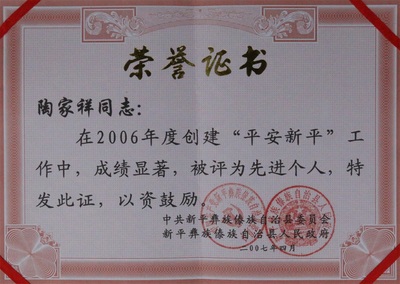 荣誉证书
陶家祥同志：
在2006年度创建“平安新平”工
作中，成绩显著，被评为先进个人，特
发此证，以资鼓励。
中共新平彝族傣族自治县委员会
新平彝族傣族自治县人民政府
二00七年四月